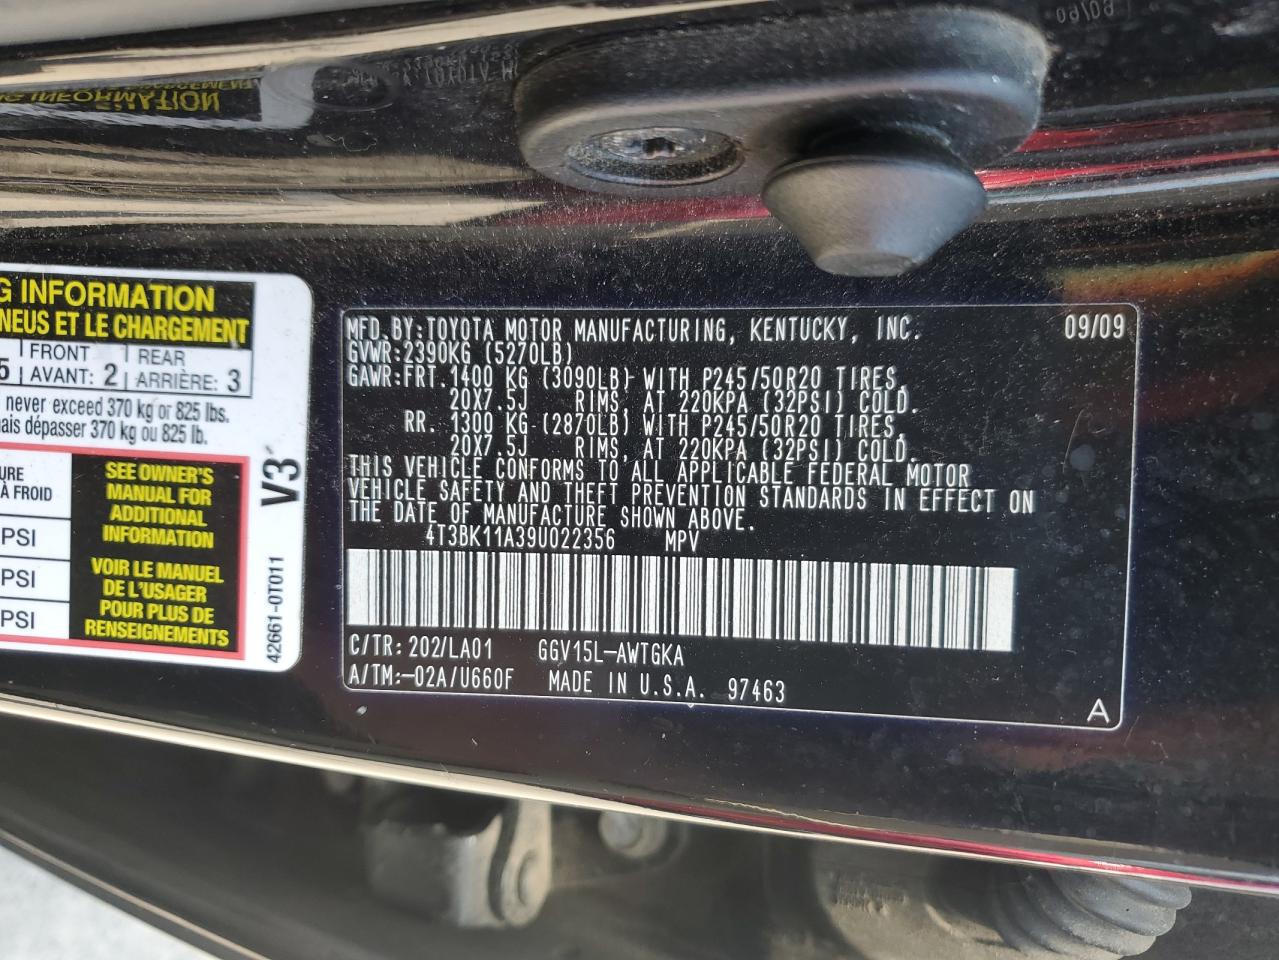 G INFORMATION
NEUS ET LE CHARGEMENT
5 FRONT AVANT: 2 REAR ARRIÈRE: 3
never exceed 370 kg or 825 lbs.
ais dépasser 370 kg ou 825 lb.
URE
À FROID
PSI
PSI
PSI
SEE OWNER'S
MANUAL FOR
ADDITIONAL
INFORMATION
VOIR LE MANUEL
DE L'USAGER
POUR PLUS DE
RENSEIGNEMENTS
V3
42661-0T011
MFD.BY:TOYOTA MOTOR MANUFACTURING, KENTUCKY, INC. 09/09
GVWR:2390KG (5270LB)
GAWR:FRT.1400 KG (3090LB) WITH P245/50R20 TIRES,
20X7.5J RIMS, AT 220KPA (32PSI) COLD.
RR. 1300 KG (2870LB) WITH P245/50R20 TIRES,
20X7.5J RIMS, AT 220KPA (32PSI) COLD.
THIS VEHICLE CONFORMS TO ALL APPLICABLE FEDERAL MOTOR
VEHICLE SAFETY AND THEFT PREVENTION STANDARDS IN EFFECT ON
THE DATE OF MANUFACTURE SHOWN ABOVE.
4T3BK11A39U022356 MPV
C/TR:202/LA01 GGV15L-AWTGKA
A/TM:-02A/U660F MADE IN U.S.A. 97463
A